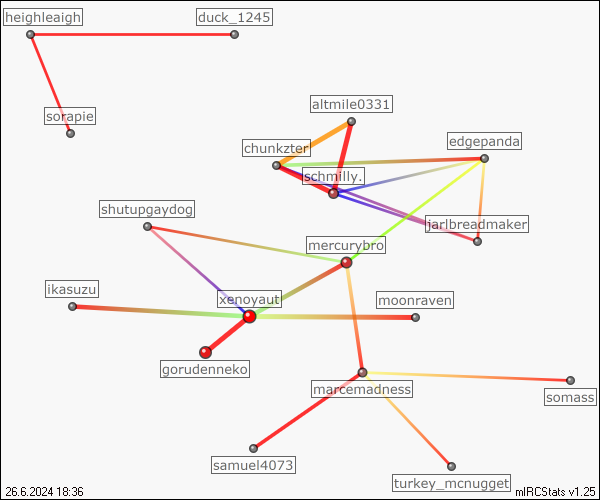 heighleaigh
duck_1245
altmile0331
sorapie
edgepanda
chunkzter
schmilly.
shutupgaydog
jarlbreadmaker
mercurybro
ikasuzu
xenoyaut
moonraven
gorudenneko
marcemadness
somass
samuel4073
turkey_mcnugget
26.6.2024 18:36
mIRCStats v1.25